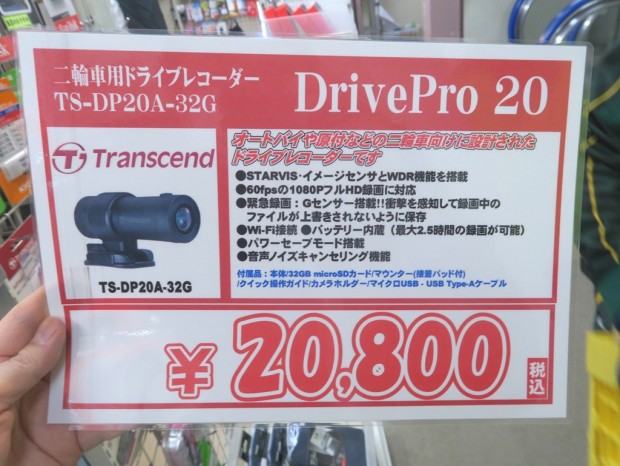 二輪車用ドライブレコーダー
TS-DP20A-32G
DrivePro 20
Transcend
TS-DP20A-32G
オートバイや原付などの二輪車向けに設計された
ドライブレコーダーです
●STARVIS・イメージセンサとWDR機能を搭載
●60fpsの1080PフルHD録画に対応
●緊急録画：Gセンサー搭載!!衝撃を感知して録画中の
ファイルが上書きされないように保存
●Wi-Fi接続 ●バッテリー内蔵（最大2.5時間の録画が可能）
●パワーセーブモード搭載
●音声ノイズキャンセリング機能
付属品：本体/32GB microSDカード/マウンター(接着パッド付)
/クイック操作ガイド/カメラホルダー/マイクロUSB - USB Type-Aケーブル
¥20,800
税込